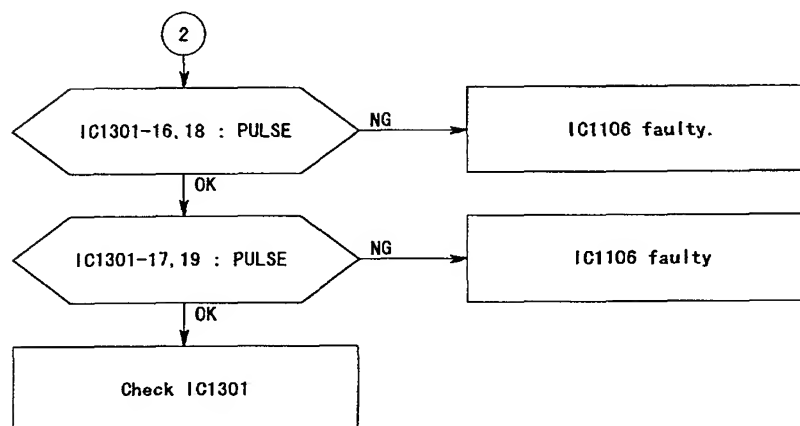 2
IC1301-16,18 : PULSE
NG
IC1106 faulty.
OK
IC1301-17,19 : PULSE
NG
IC1106 faulty
OK
Check IC1301